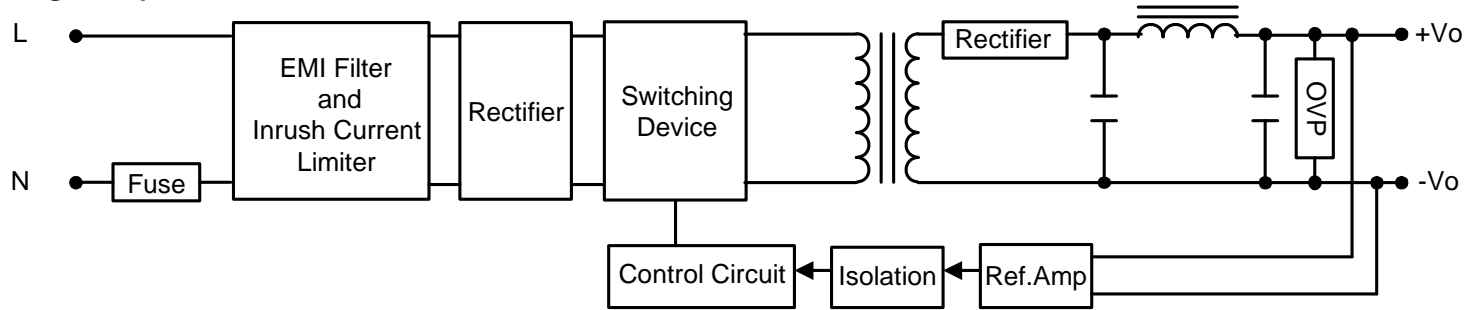 L
N
Fuse
EMI Filter
and
Inrush Current
Limiter
Rectifier
Switching
Device
Rectifier
OVP
+Vo
-Vo
Control Circuit
Isolation
Ref.Amp